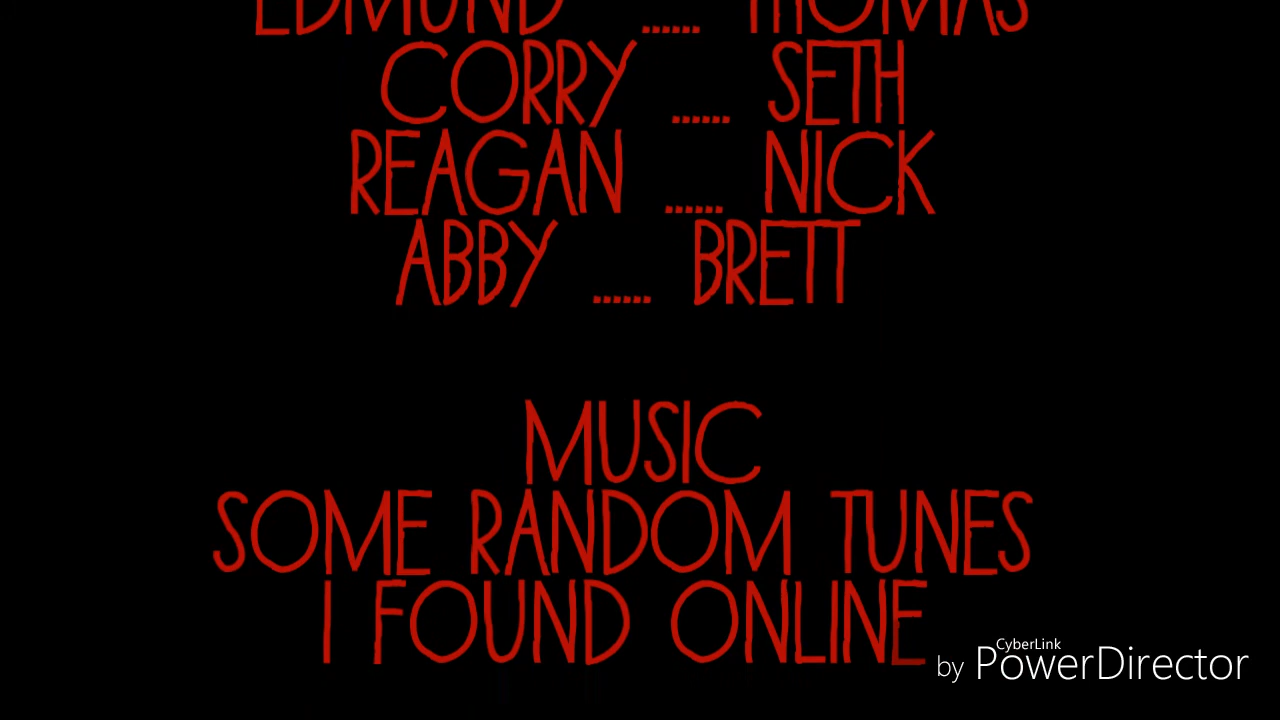 EDMUND ...... THOMAS
CORRY ...... SETH
REAGAN ...... NICK
ABBY ...... BRETT
MUSIC
SOME RANDOM TUNES
I FOUND ONLINE
CyberLink
by PowerDirector